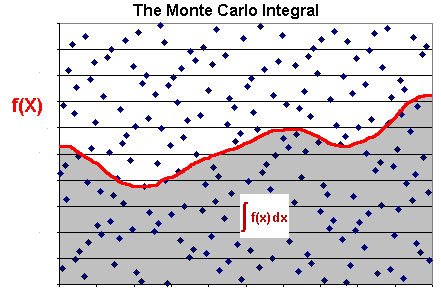 The Monte Carlo Integral
f(X)
∫ f(x) dx